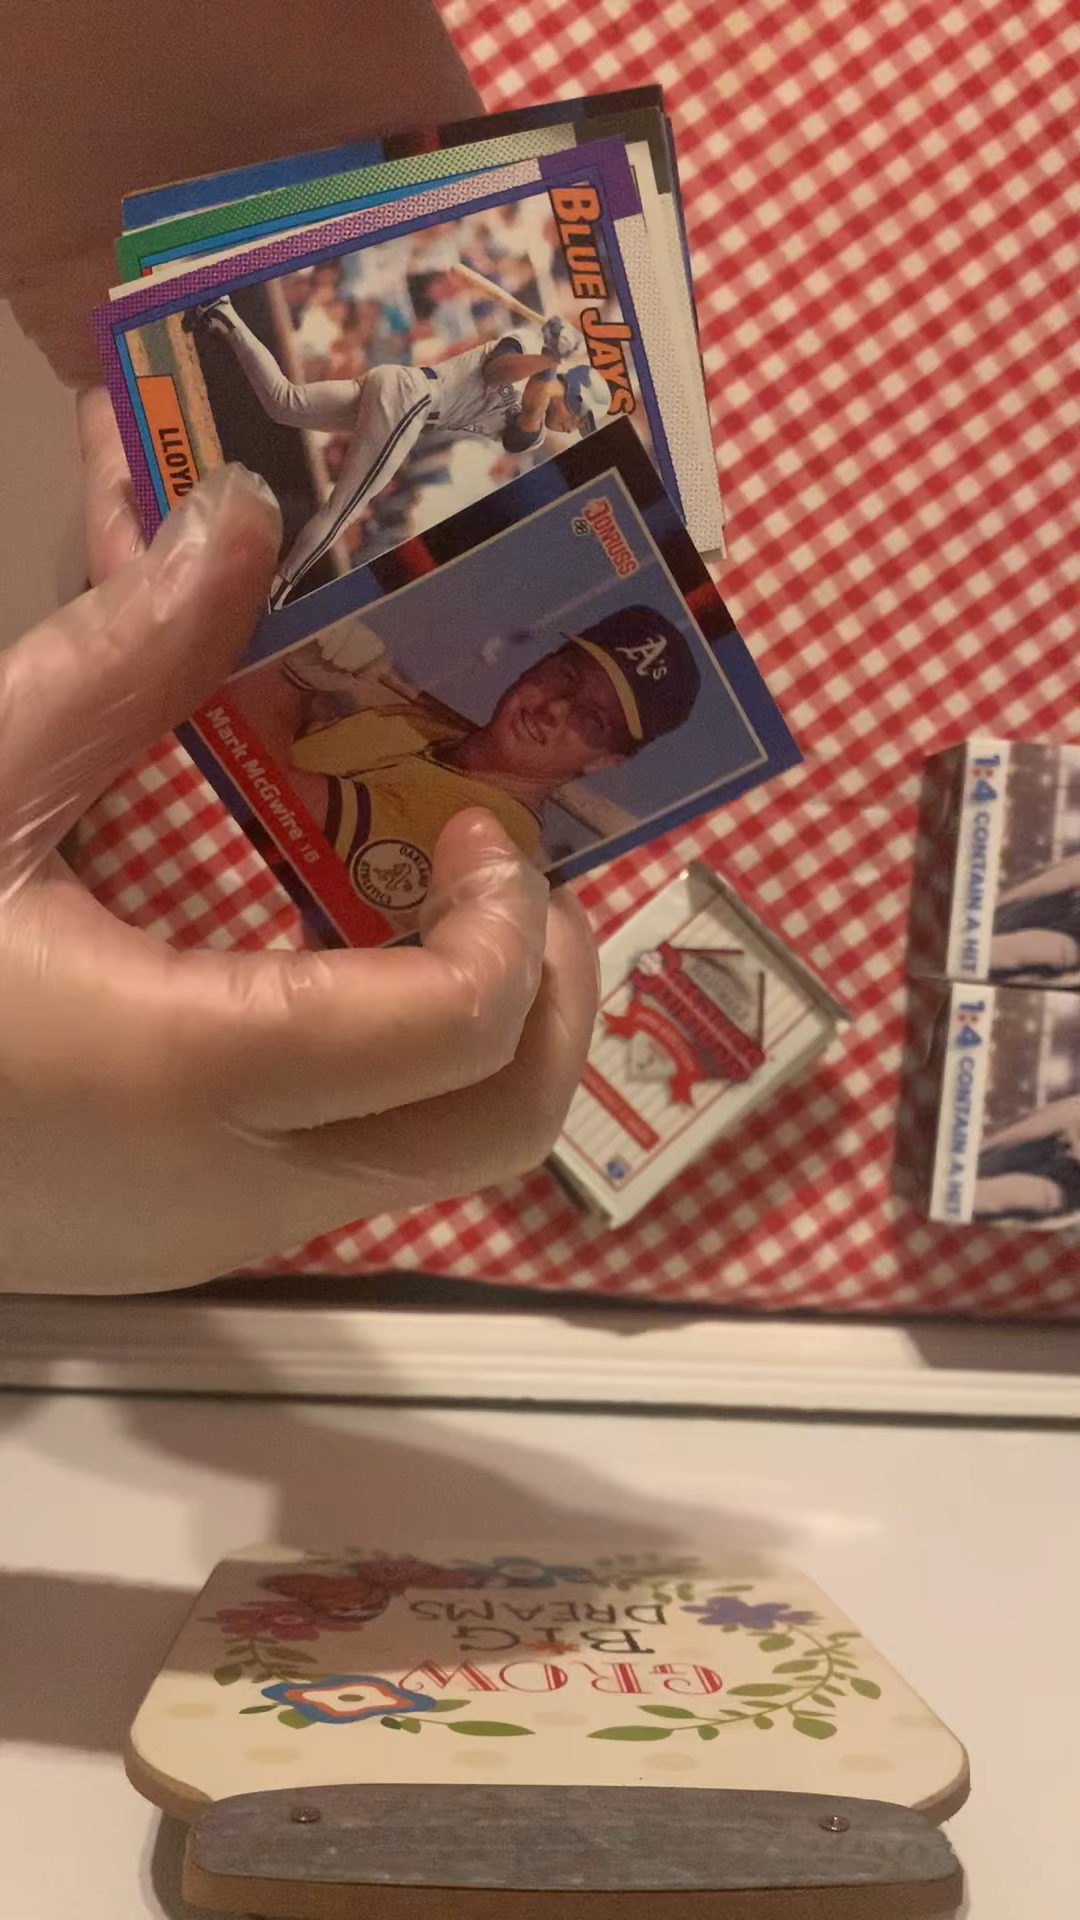 BLUE JAYS
LLOYD
DONRUSS
88
A's
Mark McGwire 1B
OAKLAND
ATHLETICS
1:4 CONTAIN A HIT
1:4 CONTAIN A HIT
GROW
BIG
DREAMS